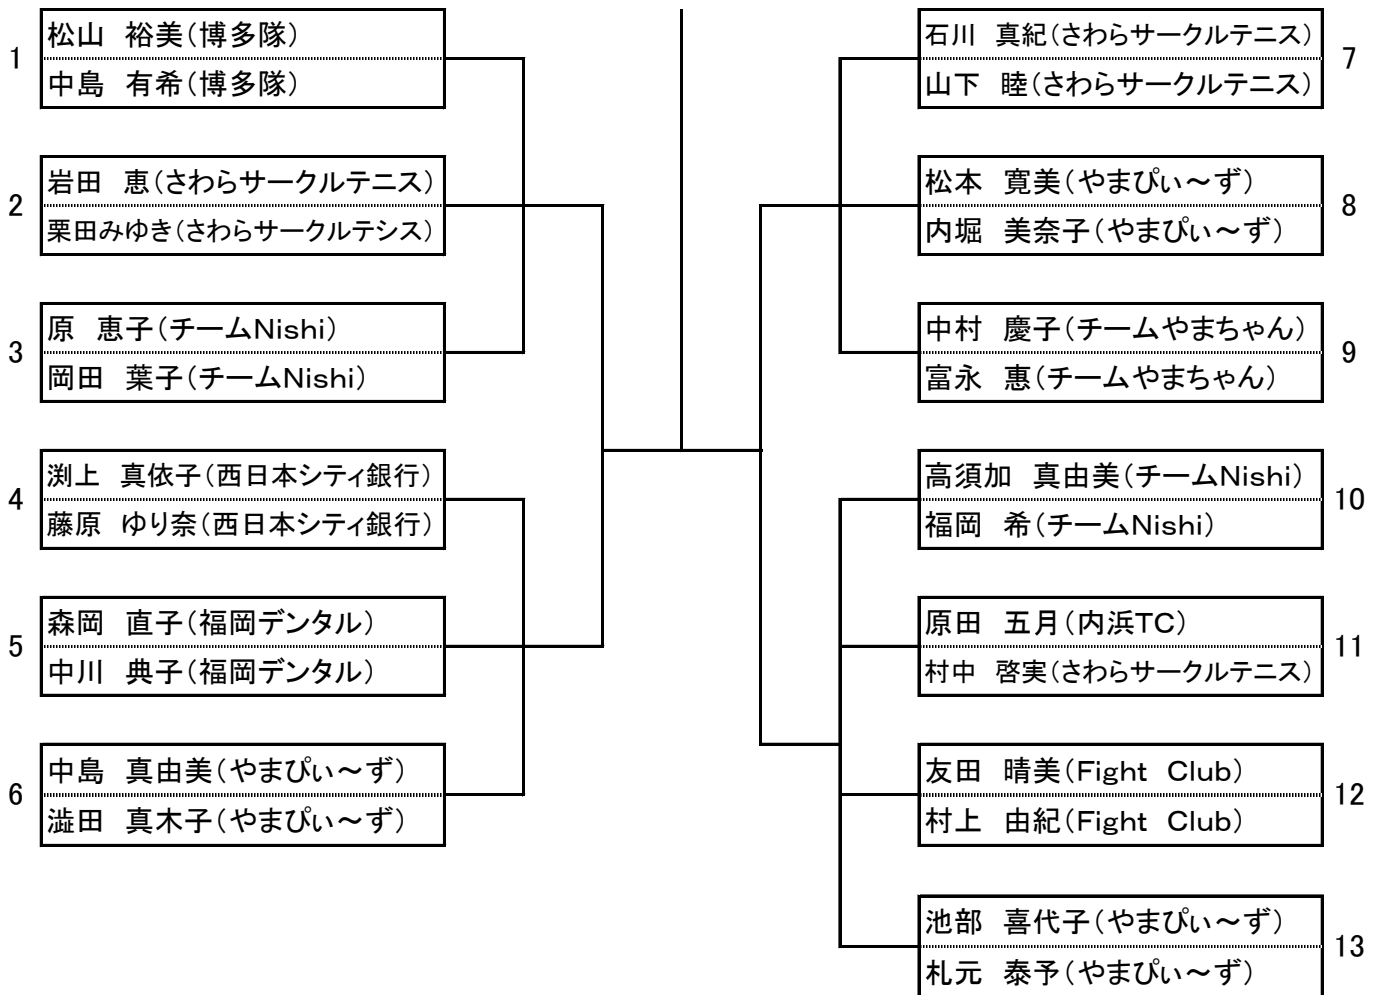 1
松山　裕美(博多隊)
中島　有希(博多隊)
2
岩田　恵(さわらサークルテニス)
栗田みゆき(さわらサークルテシス)
3
原　恵子(チームNishi)
岡田　葉子(チームNishi)
4
渕上　真依子(西日本シティ銀行)
藤原　ゆり奈(西日本シティ銀行)
5
森岡　直子(福岡デンタル)
中川　典子(福岡デンタル)
6
中島　真由美(やまぴぃ～ず)
澁田　真木子(やまぴぃ～ず)
石川　真紀(さわらサークルテニス)
山下　睦(さわらサークルテニス)
7
松本　寛美(やまぴぃ～ず)
内堀　美奈子(やまぴぃ～ず)
8
中村　慶子(チームやまちゃん)
富永　惠(チームやまちゃん)
9
高須加　真由美(チームNishi)
福岡　希(チームNishi)
10
原田　五月(内浜TC)
村中　啓実(さわらサークルテニス)
11
友田　晴美(Fight　Club)
村上　由紀(Fight　Club)
12
池部　喜代子(やまぴぃ～ず)
札元　泰予(やまぴぃ～ず)
13